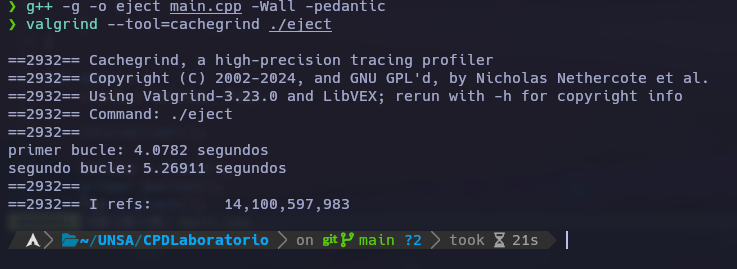 ❯ g++ -g -o eject main.cpp -Wall -pedantic
❯ valgrind --tool=cachegrind ./eject
==2932== Cachegrind, a high-precision tracing profiler
==2932== Copyright (C) 2002-2024, and GNU GPL'd, by Nicholas Nethercote et al.
==2932== Using Valgrind-3.23.0 and LibVEX; rerun with -h for copyright info
==2932== Command: ./eject
==2932==
primer bucle: 4.0782 segundos
segundo bucle: 5.26911 segundos
==2932==
==2932== I refs:        14,100,597,983
~/UNSA/CPDLaboratorio on git main ?2 took 21s